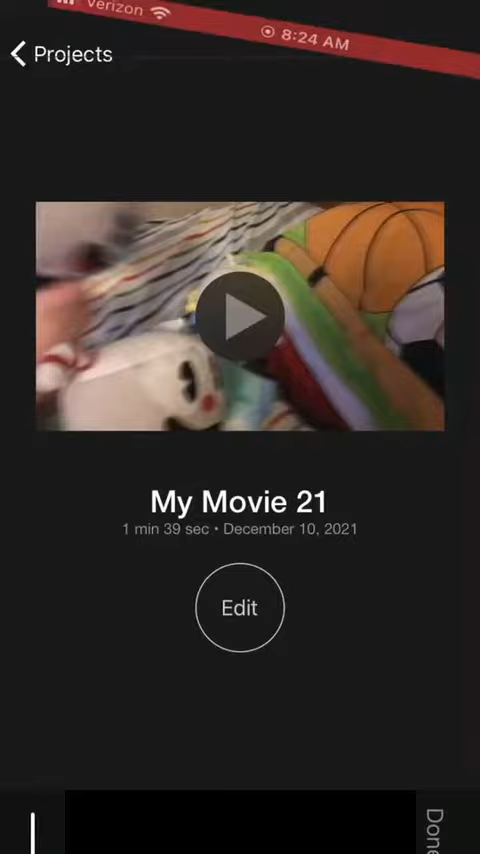 verizon 8:24 AM
Projects
My Movie 21
1 min 39 sec • December 10, 2021
Edit
Done